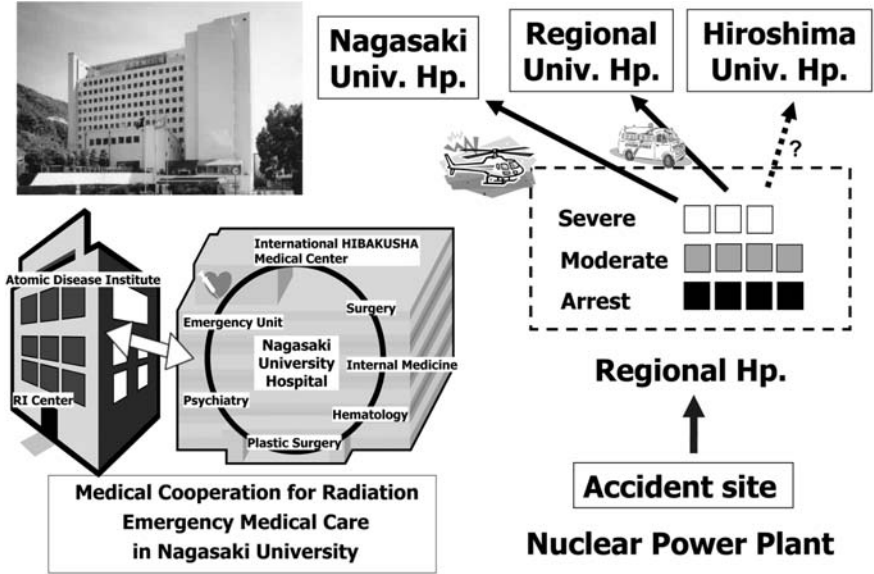 Nagasaki
Univ. Hp.
Regional
Univ. Hp.
Hiroshima
Univ. Hp.
?
Severe
Moderate
Arrest
Regional Hp.
Accident site
Nuclear Power Plant
International HIBAKUSHA
Medical Center
Atomic Disease Institute
Surgery
Emergency Unit
Nagasaki
University
Hospital
Internal Medicine
RI Center
Psychiatry
Hematology
Plastic Surgery
Medical Cooperation for Radiation
Emergency Medical Care
in Nagasaki University